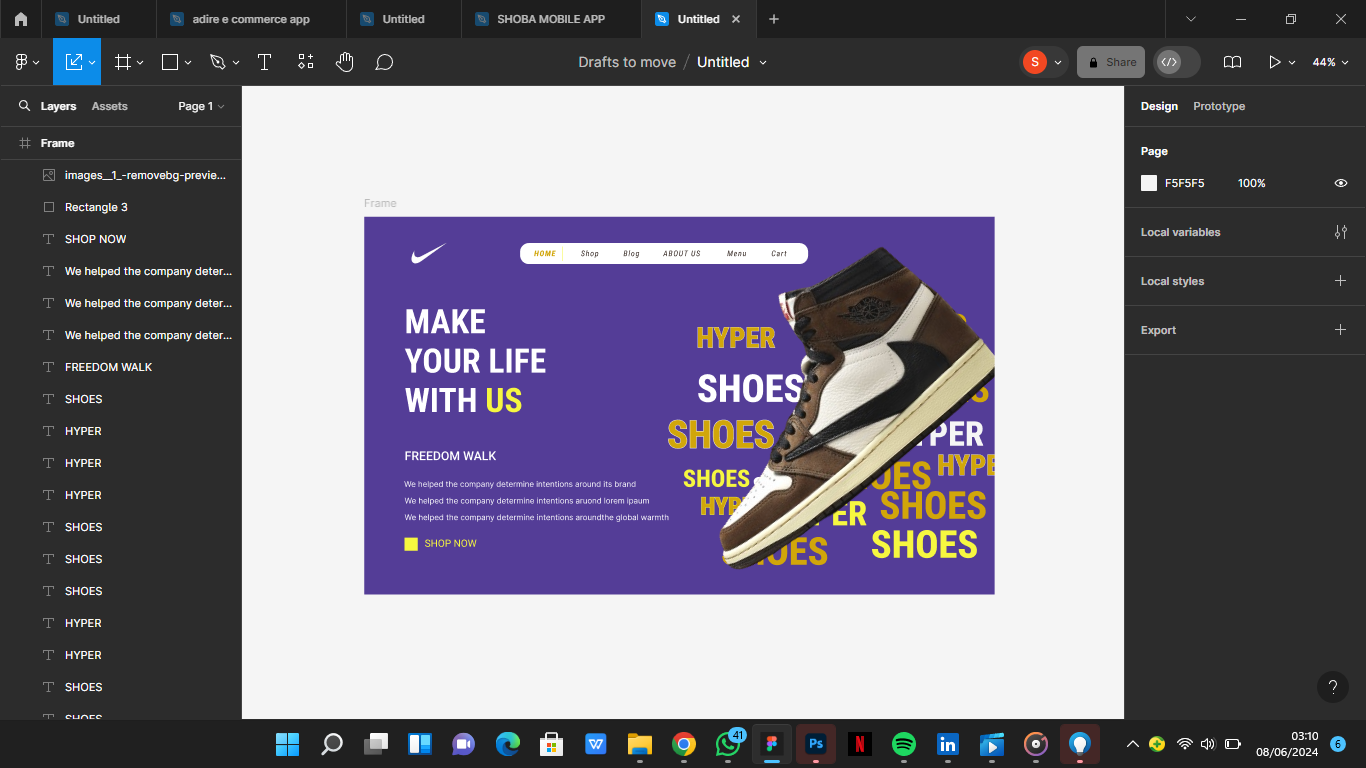 Untitled
adire e commerce app
Untitled
SHOBA MOBILE APP
Untitled
Drafts to move / Untitled
S
Share
44%
Layers
Assets
Page 1
Design
Prototype
Frame
images__1_-removebg-previe...
Rectangle 3
SHOP NOW
We helped the company deter...
We helped the company deter...
We helped the company deter...
FREEDOM WALK
SHOES
HYPER
HYPER
HYPER
SHOES
SHOES
SHOES
HYPER
HYPER
SHOES
SHOES
Frame
HOME
Shop
Blog
ABOUT US
Menu
Cart
MAKE
YOUR LIFE
WITH US
FREEDOM WALK
We helped the company determine intentions around its brand
We helped the company determine intentions aruond lorem ipaum
We helped the company determine intentions aroundthe global warmth
SHOP NOW
HYPER
SHOES
SHOES
SHOES
HYP
S
YPER
OES
HYPE
SHOES
ER
SHOES
OES
Page
F5F5F5
100%
Local variables
Local styles
Export
?
41
W
Ps
N
in
03:10
08/06/2024
6